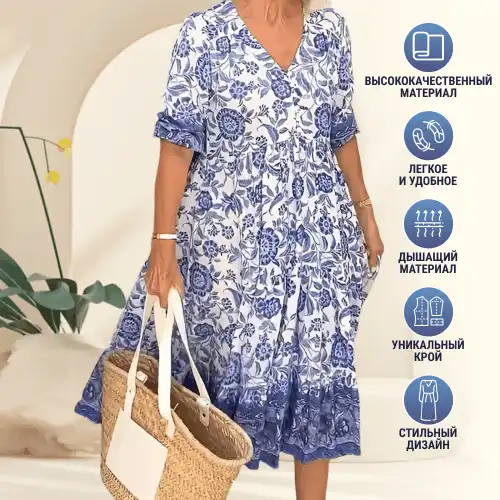 ВЫСОКОКАЧЕСТВЕННЫЙ
МАТЕРИАЛ
ЛЕГКОЕ
И УДОБНОЕ
ДЫШАЩИЙ
МАТЕРИАЛ
УНИКАЛЬНЫЙ
КРОЙ
СТИЛЬНЫЙ
ДИЗАЙН